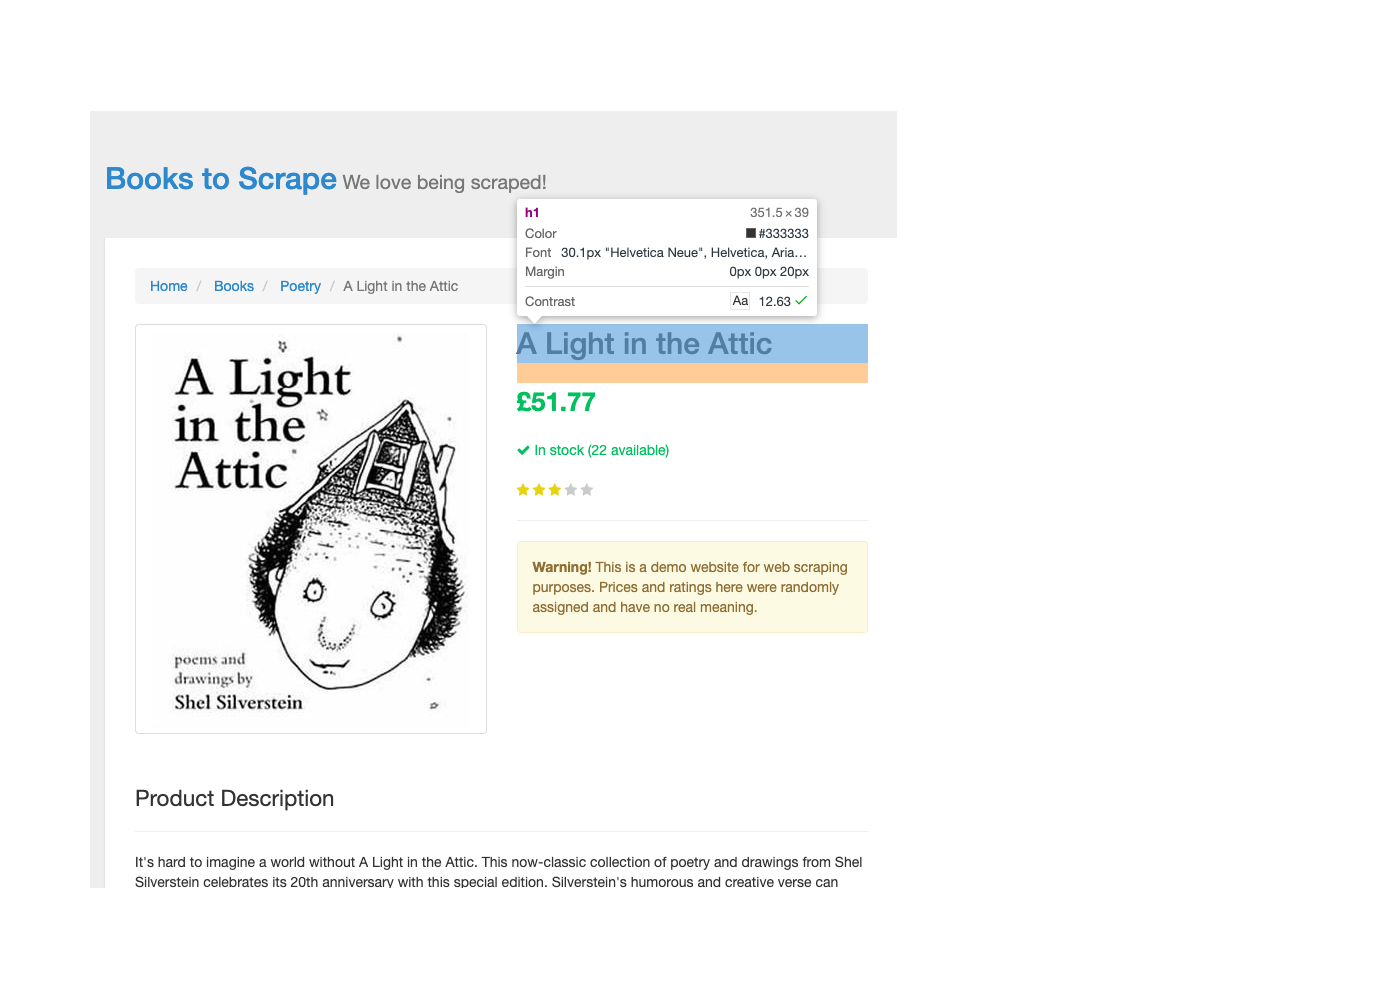 Books to Scrape We love being scraped!
h1 351.5×39
Color #333333
Font 30.1px "Helvetica Neue", Helvetica, Aria…
Margin 0px 0px 20px
Contrast Aa 12.63
Home / Books / Poetry / A Light in the Attic
A Light
in the
Attic
poems and
drawings by
Shel Silverstein
A Light in the Attic
£51.77
In stock (22 available)
Warning! This is a demo website for web scraping
purposes. Prices and ratings here were randomly
assigned and have no real meaning.
Product Description
It's hard to imagine a world without A Light in the Attic. This now-classic collection of poetry and drawings from Shel
Silverstein celebrates its 20th anniversary with this special edition. Silverstein's humorous and creative verse can